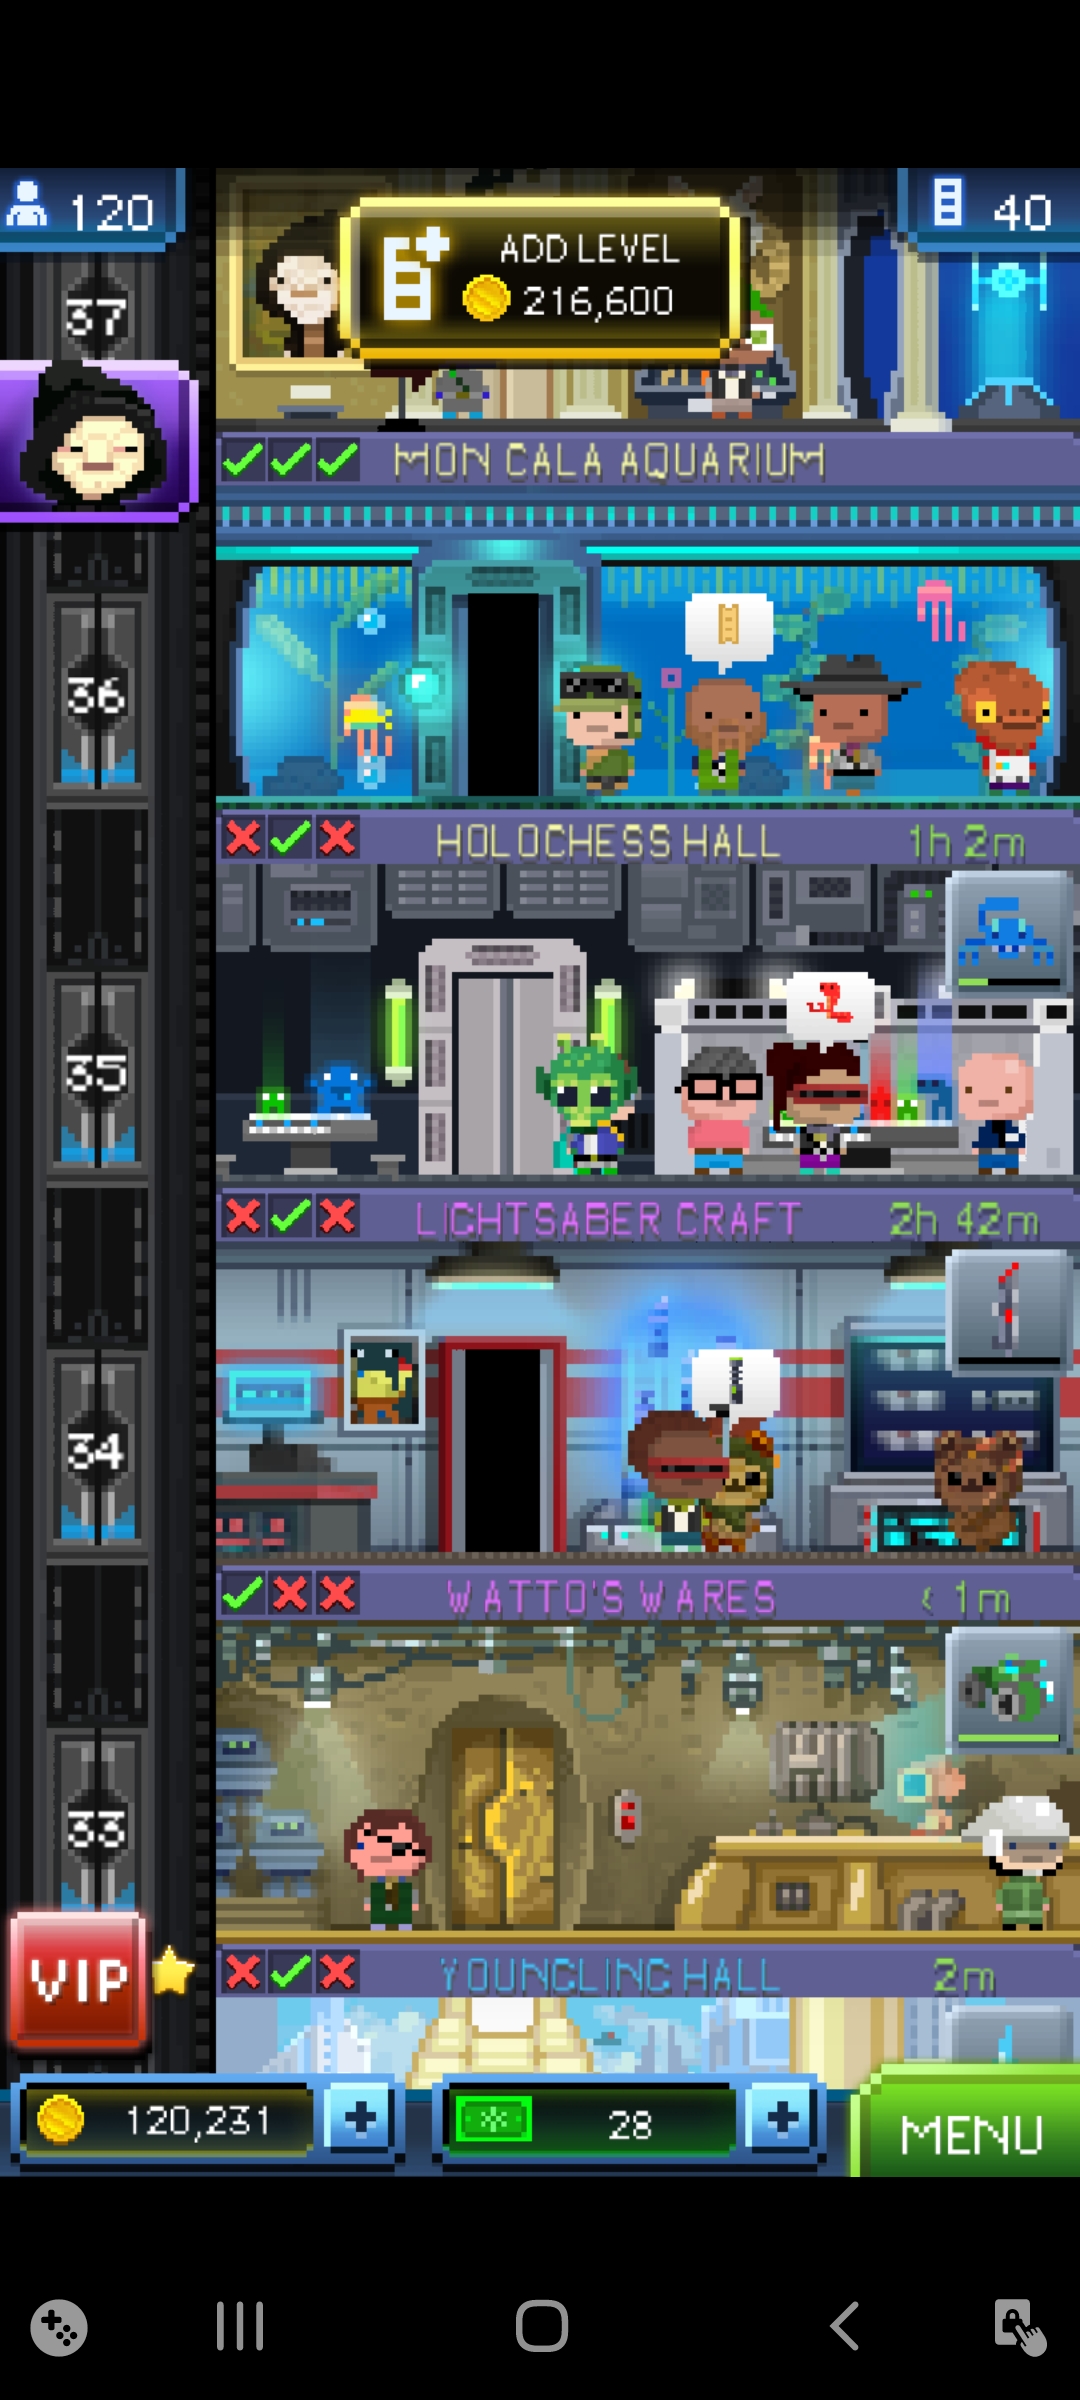 120
ADD LEVEL
216,600
40
37
MON CALA AQUARIUM
36
HOLOCHESS HALL
1h 2m
35
LIGHTSABER CRAFT
2h 42m
34
WATTO'S WARES
< 1m
33
VIP
YOUNGLING HALL
2m
120,231
28
MENU